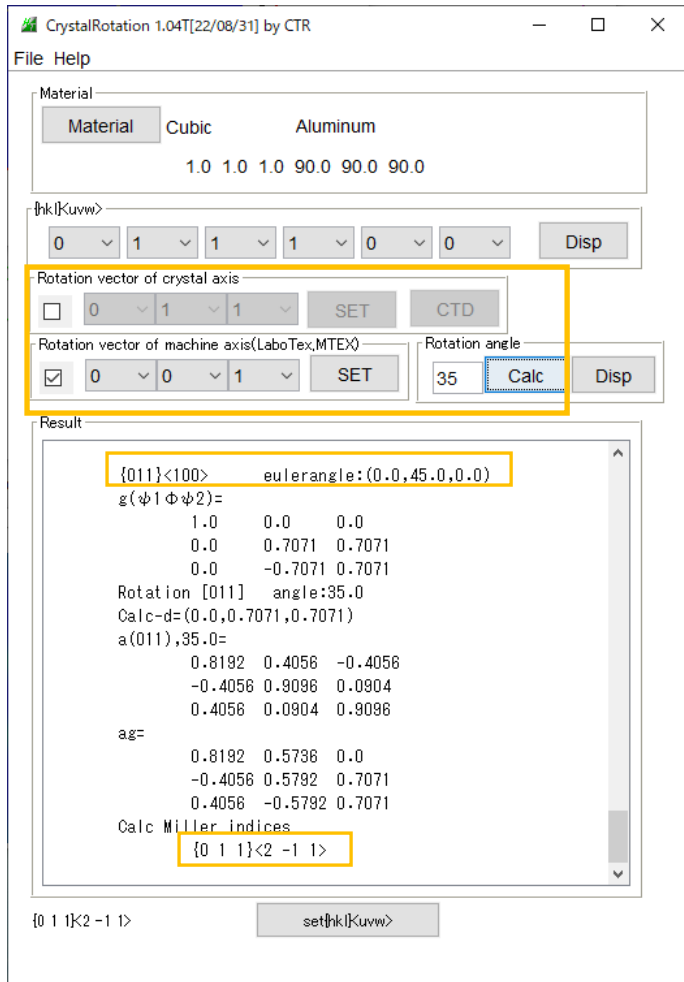 CrystalRotation 1.04T[22/08/31] by CTR
File Help
Material
Material Cubic Aluminum
1.0 1.0 1.0 90.0 90.0 90.0
{hkl}<uvw>
0 1 1 1 0 0 Disp
Rotation vector of crystal axis
0 1 1 SET CTD
Rotation vector of machine axis(LaboTex,MTEX) Rotation angle
0 0 1 SET 35 Calc Disp
Result
{011}<100> eulerangle:(0.0,45.0,0.0)
g(ψ1Φψ2)=
1.0 0.0 0.0
0.0 0.7071 0.7071
0.0 -0.7071 0.7071
Rotation [011] angle:35.0
Calc-d=(0.0,0.7071,0.7071)
a(011),35.0=
0.8192 0.4056 -0.4056
-0.4056 0.9096 0.0904
0.4056 0.0904 0.9096
ag=
0.8192 0.5736 0.0
-0.4056 0.5792 0.7071
0.4056 -0.5792 0.7071
Calc Miller indices
{0 1 1}<2 -1 1>
{0 1 1}<2 -1 1> set{hkl}<uvw>